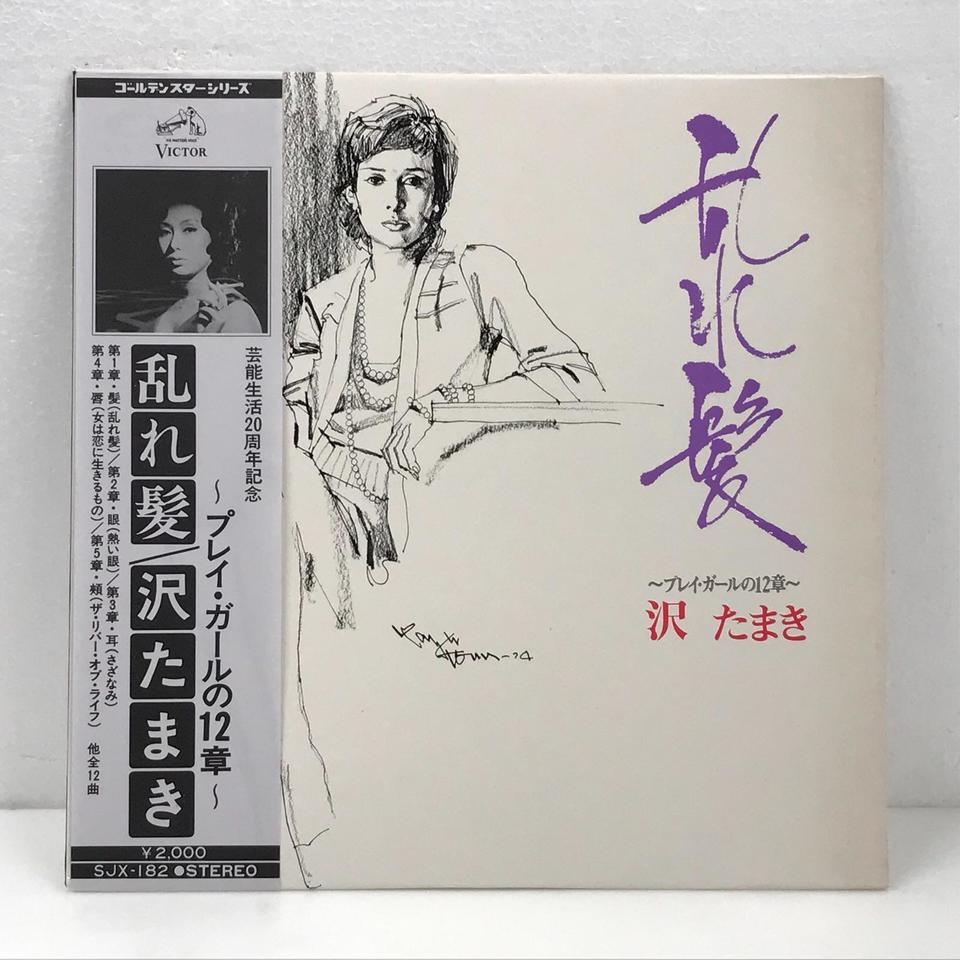 ゴールデンスターシリーズ
"HIS MASTER'S VOICE"
VICTOR
芸能生活20周年記念
～プレイ・ガールの12章～
乱れ髪/沢たまき
第1章・髪(乱れ髪)/第2章・眼(熱い眼)/第3章・耳(さざなみ)
第4章・唇(女は恋に生きるもの)/第5章・頬(ザ・リバー・オブ・ライフ) 他全12曲
¥2,000
SJX-182 ●STEREO
乱れ髪
～プレイ・ガールの12章～
沢 たまき